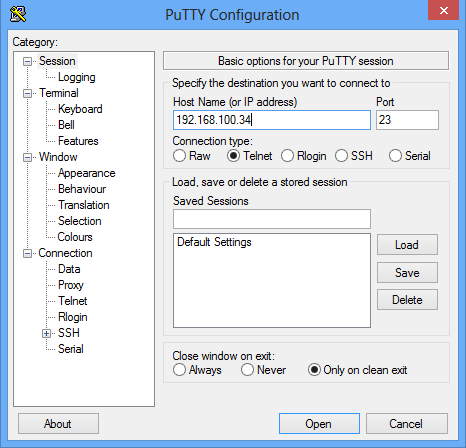 PuTTY Configuration
Category:
Session
Logging
Terminal
Keyboard
Bell
Features
Window
Appearance
Behaviour
Translation
Selection
Colours
Connection
Data
Proxy
Telnet
Rlogin
SSH
Serial
Basic options for your PuTTY session
Specify the destination you want to connect to
Host Name (or IP address) Port
192.168.100.34 23
Connection type:
Raw Telnet Rlogin SSH Serial
Load, save or delete a stored session
Saved Sessions
Default Settings
Load
Save
Delete
Close window on exit:
Always Never Only on clean exit
About Open Cancel